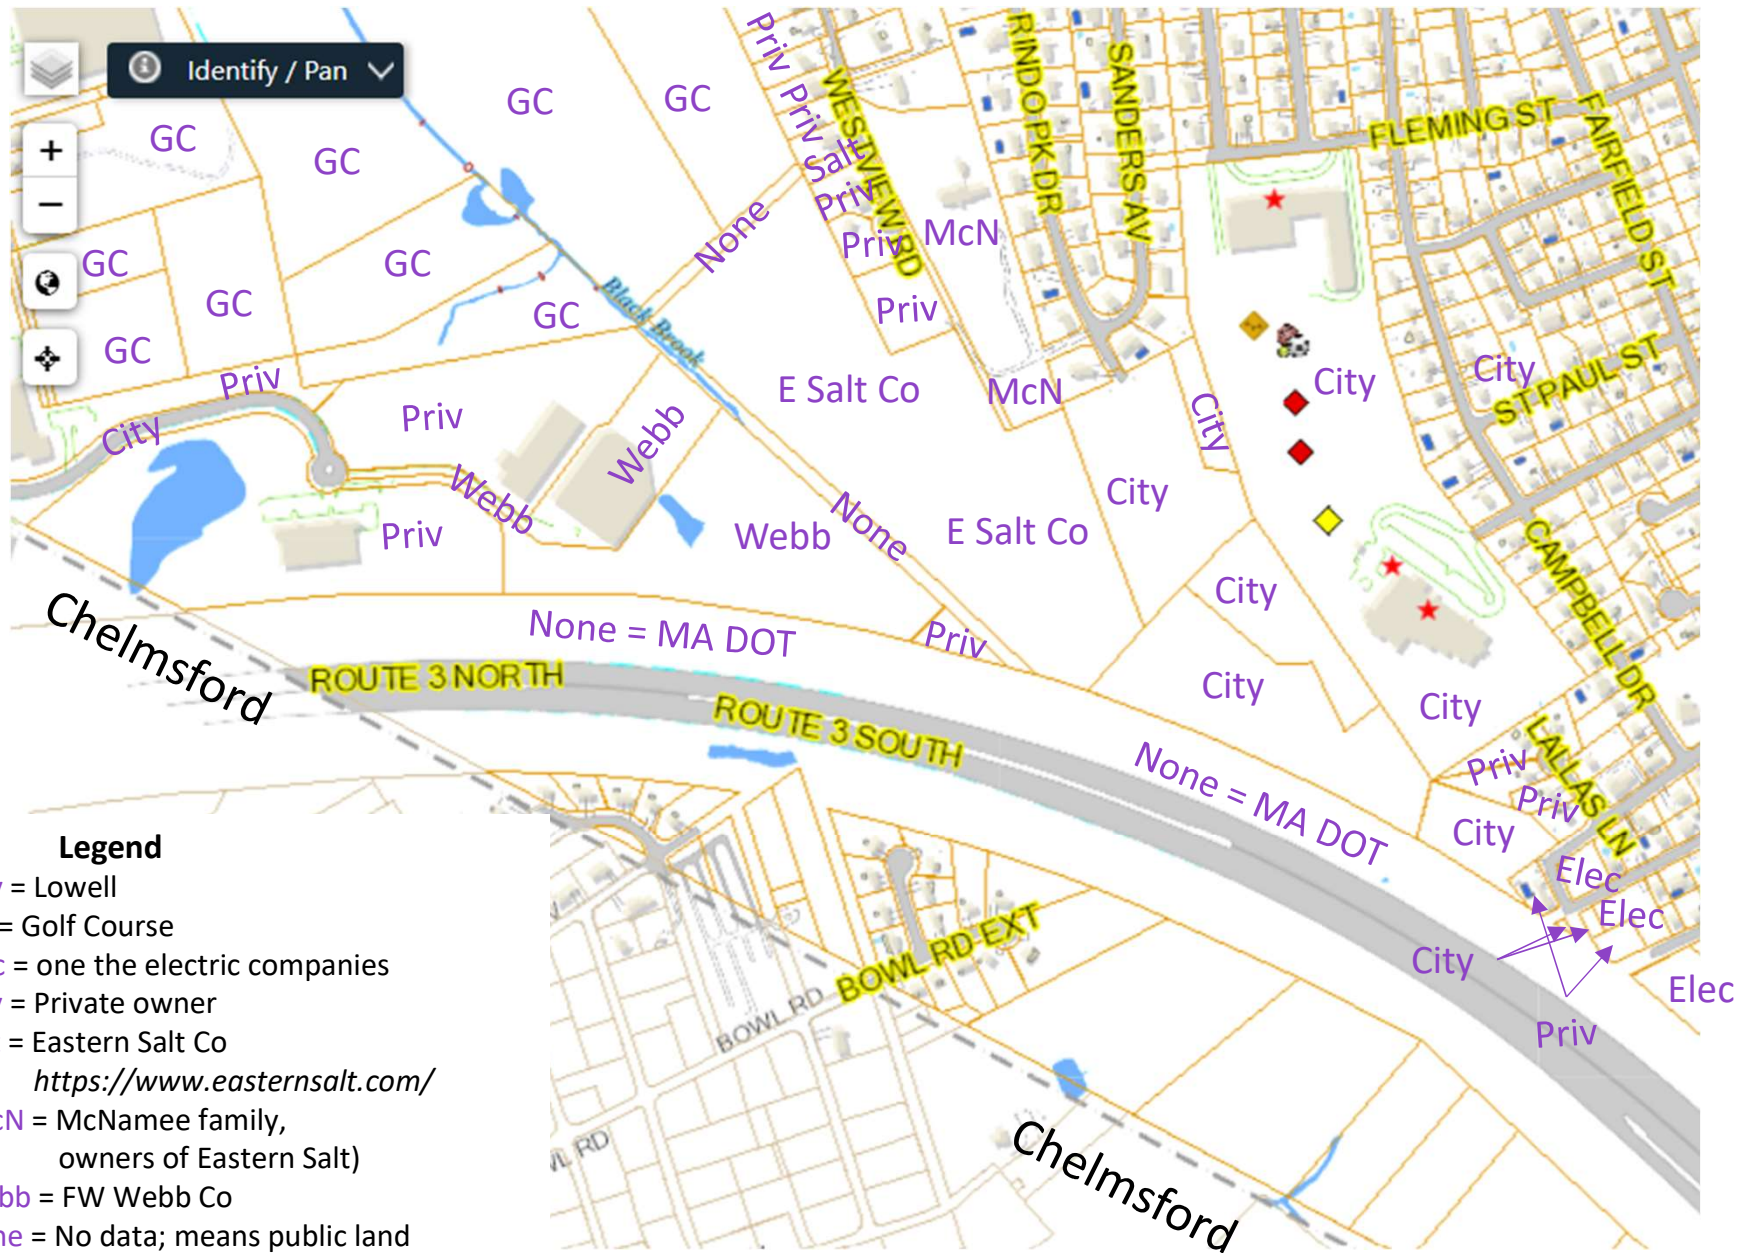 Identify / Pan
+
−
GC
GC
GC
GC
GC
GC
GC
GC
GC
Priv
Priv
Salt
Priv
Priv
Priv
WESTVIEW RD
McN
McN
RINDO PK DR
SANDERS AV
FLEMING ST
FAIRFIELD ST
ST PAUL ST
CAMPBELL DR
LALLAS LN
None
Black Brook
E Salt Co
E Salt Co
City
City
City
City
City
City
City
City
City
Priv
City
Priv
Webb
Webb
Priv
Webb
None
Priv
None = MA DOT
Chelmsford
ROUTE 3 NORTH
ROUTE 3 SOUTH
None = MA DOT
Priv
Priv
Elec
Elec
Elec
City
Priv
BOWL RD EXT
BOWL RD
WL RD
Chelmsford
Legend
= Lowell
= Golf Course
c = one the electric companies
= Private owner
= Eastern Salt Co
https://www.easternsalt.com/
cN = McNamee family,
owners of Eastern Salt)
bb = FW Webb Co
ne = No data; means public land